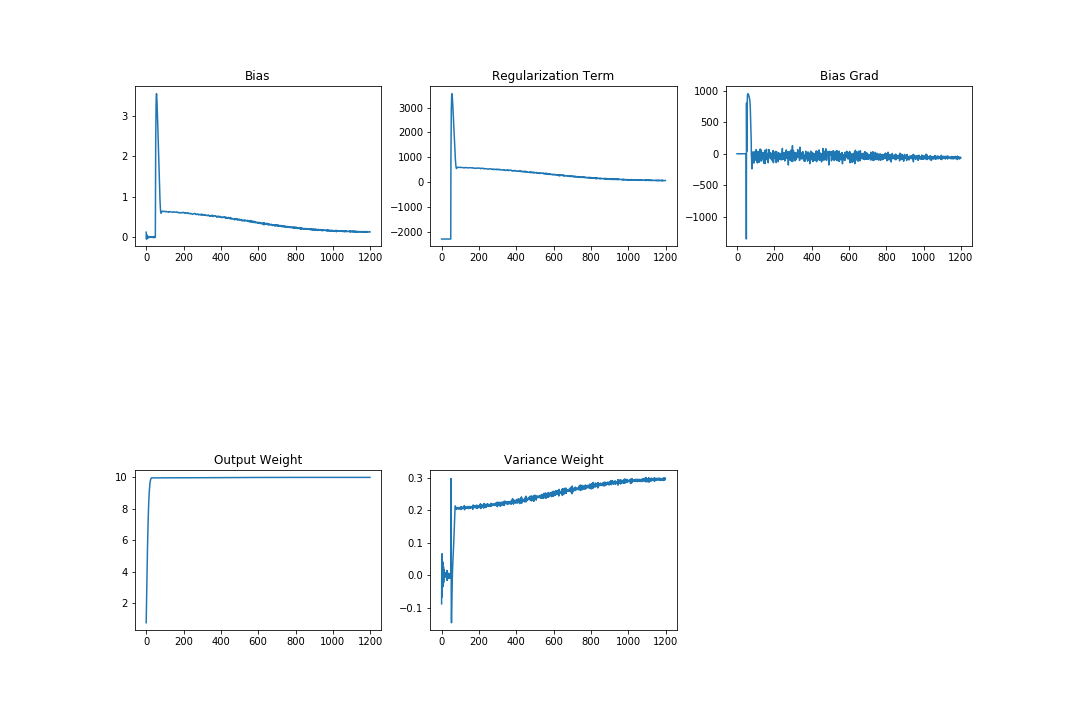 Bias
Regularization Term
Bias Grad
3
2
1
0
0 200 400 600 800 1000 1200
3000
2000
1000
0
−1000
−2000
0 200 400 600 800 1000 1200
1000
500
0
−500
−1000
0 200 400 600 800 1000 1200
Output Weight
Variance Weight
10
8
6
4
2
0 200 400 600 800 1000 1200
0.3
0.2
0.1
0.0
−0.1
0 200 400 600 800 1000 1200